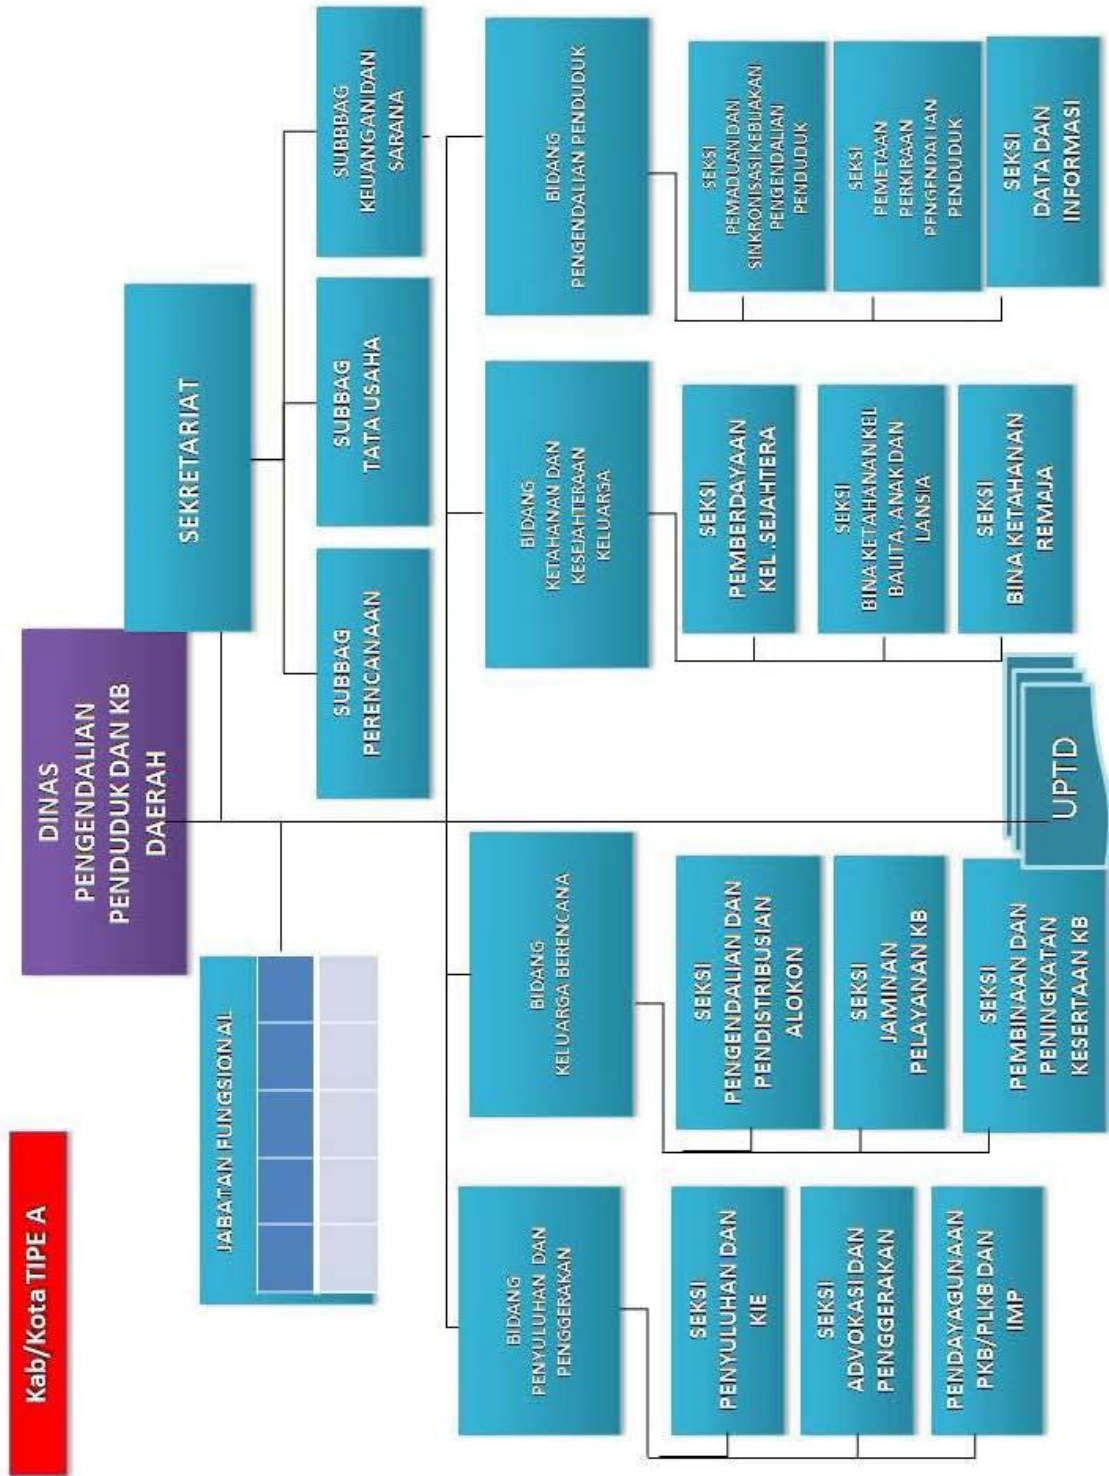 Kab/Kota TIPE A
DINAS
PENGENDALIAN
PENDUDUK DAN KB
DAERAH
SEKRETARIAT
JABATAN FUNGSIONAL
SUBBAG
PERENCANAAN
SUBBAG
TATA USAHA
SUBBBAG
KEUANGANDAN
SARANA
BIDANG
PENYULUHAN DAN
PENGGERAKAN
BIDANG
KELUARGA BERENCANA
BIDANG
KETAHANAN DAN
KESEJAHTERAAN
KELUARGA
BIDANG
PENGENDALIAN PENDUDUK
SEKSI
PENYULUHAN DAN
KIE
SEKSI
ADVOKASI DAN
PENGGERAKAN
PENDAYAGUNAAN
PKB/PLKB DAN
IMP
SEKSI
PENGENDALIAN DAN
PENDISTRIBUSIAN
ALOKON
SEKSI
JAMINAN
PELAYANAN KB
SEKSI
PEMBINAAN DAN
PENINGKATAN
KESERTAAN KB
SEKSI
PEMBERDAYAAN
KEL.SEJAHTERA
SEKSI
BINA KETAHANAN KEL
BALITA, ANAK DAN
LANSIA
SEKSI
BINA KETAHANAN
REMAJA
SEKSI
PEMADUAN DAN
SINKRONISASI KEBIJAKAN
PENGENDALIAN
PENDUDUK
SEKSI
PEMETAAN
PERKIRAAN
PENGENDALIAN
PENDUDUK
SEKSI
DATA DAN
INFORMASI
UPTD